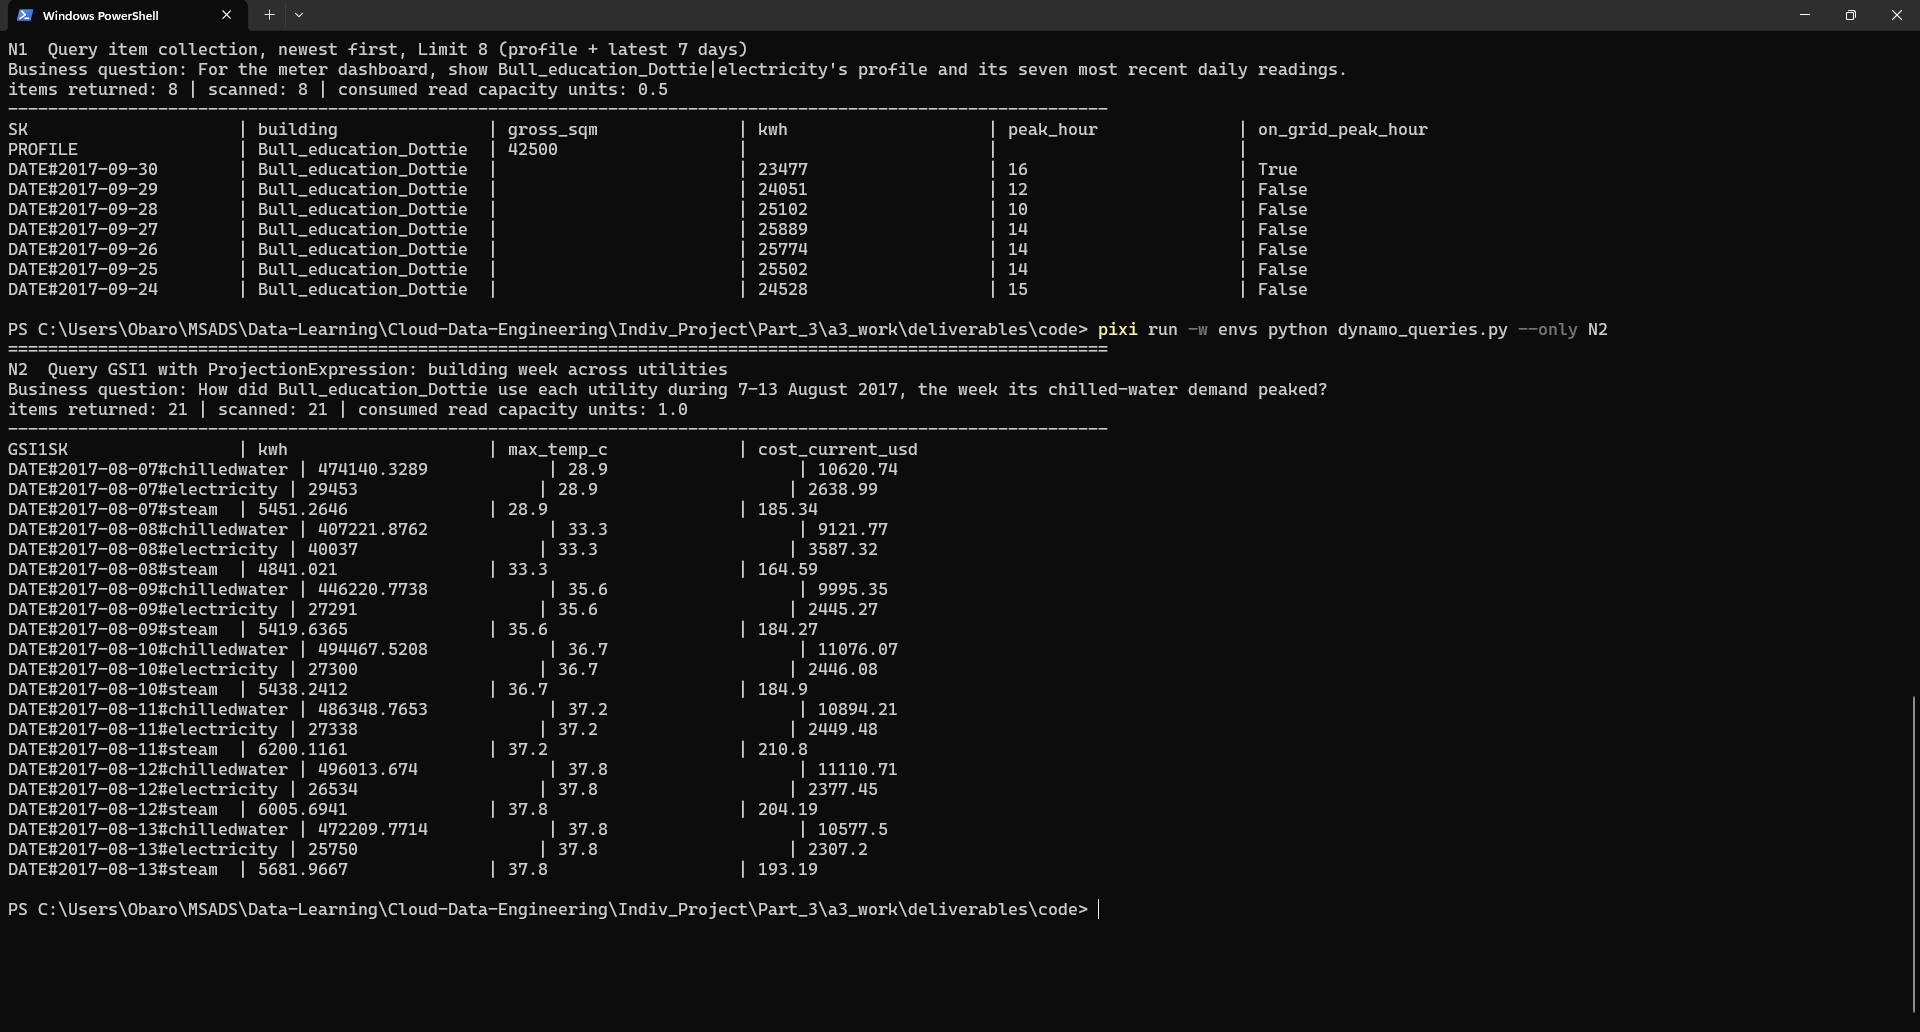 Windows PowerShell
N1  Query item collection, newest first, Limit 8 (profile + latest 7 days)
Business question: For the meter dashboard, show Bull_education_Dottie|electricity's profile and its seven most recent daily readings.
items returned: 8 | scanned: 8 | consumed read capacity units: 0.5
--------------------------------------------------------------------------------------------------------------
SK                     | building               | gross_sqm              | kwh                    | peak_hour              | on_grid_peak_hour
PROFILE                | Bull_education_Dottie  | 42500                  |                        |                        |
DATE#2017-09-30        | Bull_education_Dottie  |                        | 23477                  | 16                     | True
DATE#2017-09-29        | Bull_education_Dottie  |                        | 24051                  | 12                     | False
DATE#2017-09-28        | Bull_education_Dottie  |                        | 25102                  | 10                     | False
DATE#2017-09-27        | Bull_education_Dottie  |                        | 25889                  | 14                     | False
DATE#2017-09-26        | Bull_education_Dottie  |                        | 25774                  | 14                     | False
DATE#2017-09-25        | Bull_education_Dottie  |                        | 25502                  | 14                     | False
DATE#2017-09-24        | Bull_education_Dottie  |                        | 24528                  | 15                     | False
PS C:\Users\Obaro\MSADS\Data-Learning\Cloud-Data-Engineering\Indiv_Project\Part_3\a3_work\deliverables\code> pixi run -w envs python dynamo_queries.py --only N2
==============================================================================================================
N2  Query GSI1 with ProjectionExpression: building week across utilities
Business question: How did Bull_education_Dottie use each utility during 7-13 August 2017, the week its chilled-water demand peaked?
items returned: 21 | scanned: 21 | consumed read capacity units: 1.0
--------------------------------------------------------------------------------------------------------------
GSI1SK                 | kwh                    | max_temp_c             | cost_current_usd
DATE#2017-08-07#chilledwater | 474140.3289            | 28.9                   | 10620.74
DATE#2017-08-07#electricity | 29453                  | 28.9                   | 2638.99
DATE#2017-08-07#steam  | 5451.2646              | 28.9                   | 185.34
DATE#2017-08-08#chilledwater | 407221.8762            | 33.3                   | 9121.77
DATE#2017-08-08#electricity | 40037                  | 33.3                   | 3587.32
DATE#2017-08-08#steam  | 4841.021               | 33.3                   | 164.59
DATE#2017-08-09#chilledwater | 446220.7738            | 35.6                   | 9995.35
DATE#2017-08-09#electricity | 27291                  | 35.6                   | 2445.27
DATE#2017-08-09#steam  | 5419.6365              | 35.6                   | 184.27
DATE#2017-08-10#chilledwater | 494467.5208            | 36.7                   | 11076.07
DATE#2017-08-10#electricity | 27300                  | 36.7                   | 2446.08
DATE#2017-08-10#steam  | 5438.2412              | 36.7                   | 184.9
DATE#2017-08-11#chilledwater | 486348.7653            | 37.2                   | 10894.21
DATE#2017-08-11#electricity | 27338                  | 37.2                   | 2449.48
DATE#2017-08-11#steam  | 6200.1161              | 37.2                   | 210.8
DATE#2017-08-12#chilledwater | 496013.674             | 37.8                   | 11110.71
DATE#2017-08-12#electricity | 26534                  | 37.8                   | 2377.45
DATE#2017-08-12#steam  | 6005.6941              | 37.8                   | 204.19
DATE#2017-08-13#chilledwater | 472209.7714            | 37.8                   | 10577.5
DATE#2017-08-13#electricity | 25750                  | 37.8                   | 2307.2
DATE#2017-08-13#steam  | 5681.9667              | 37.8                   | 193.19
PS C:\Users\Obaro\MSADS\Data-Learning\Cloud-Data-Engineering\Indiv_Project\Part_3\a3_work\deliverables\code>